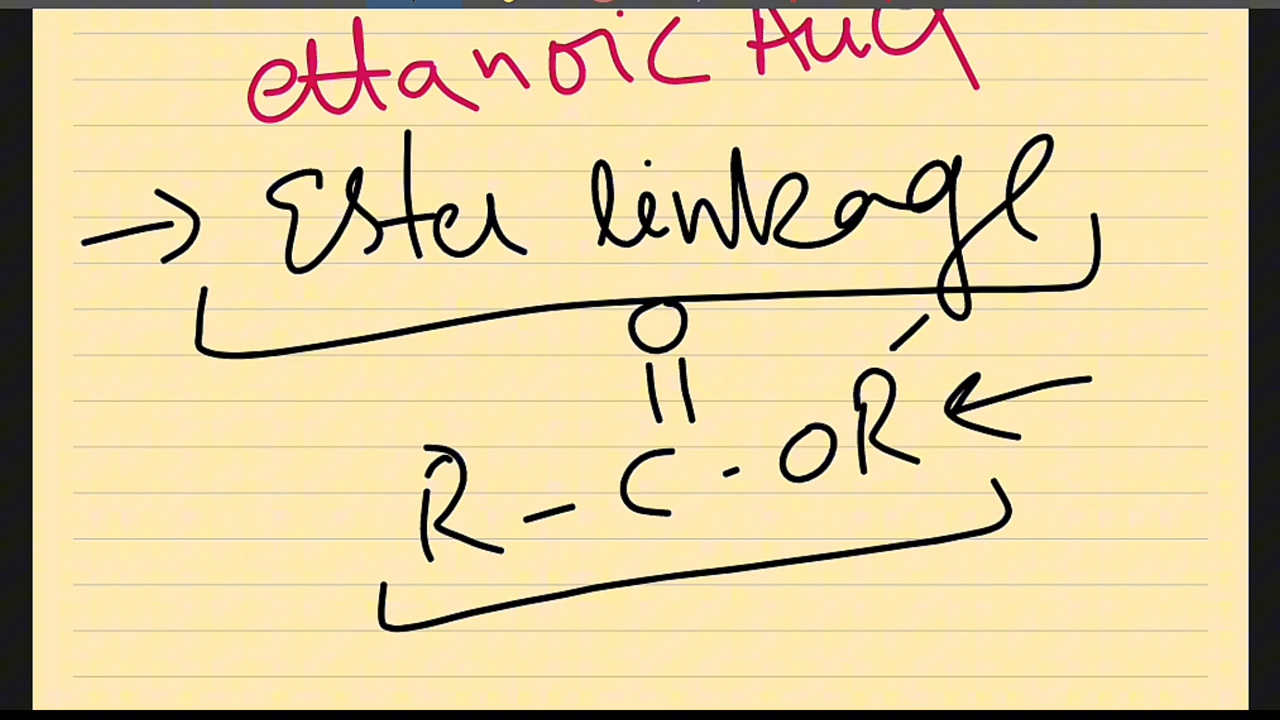 ethanoic Acid
→ Ester linkage
O
||
R - C - OR'